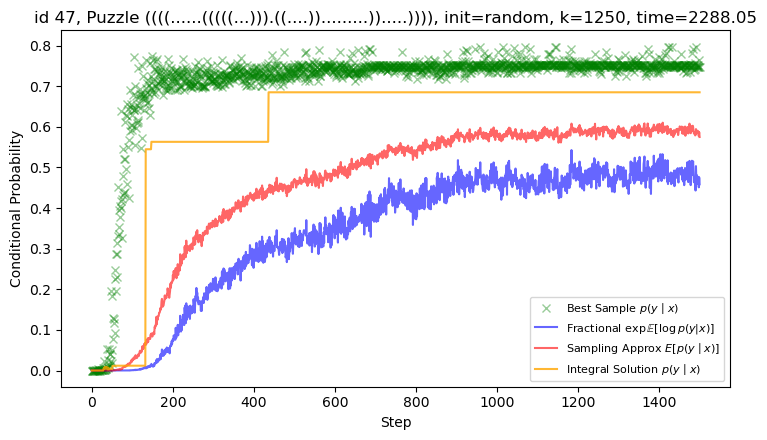 id 47, Puzzle ((((......(((((...))).((....)).........)).....)))), init=random, k=1250, time=2288.05
Conditional Probability
0.8
0.7
0.6
0.5
0.4
0.3
0.2
0.1
0.0
Best Sample p(y | x)
Fractional exp𝔼[log p(y|x)]
Sampling Approx E[p(y | x)]
Integral Solution p(y | x)
0 200 400 600 800 1000 1200 1400
Step